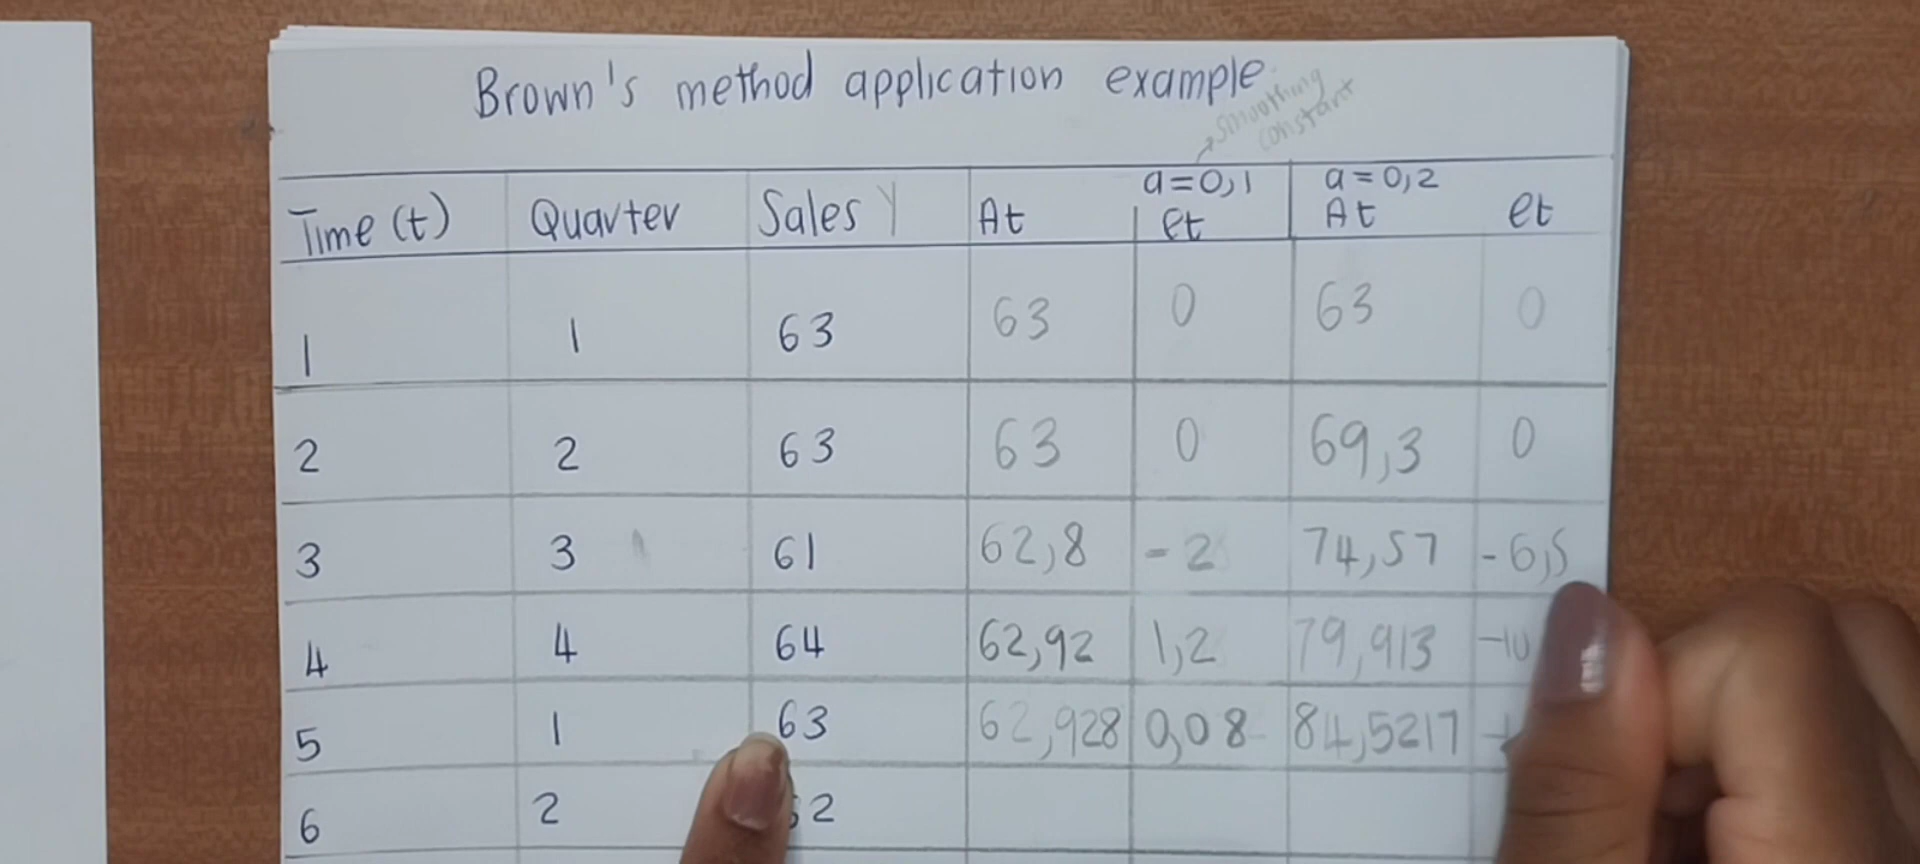 Brown's method application example
smoothing
constant
a=0,1 a=0,2
Time (t) Quarter Sales Y At et At et
1 1 63 63 0 63 0
2 2 63 63 0 69,3 0
3 3 61 62,8 -2 74,57 -6,5
4 4 64 62,92 1,2 79,913
5 1 63 62,928 0,08 84,5217
6 2